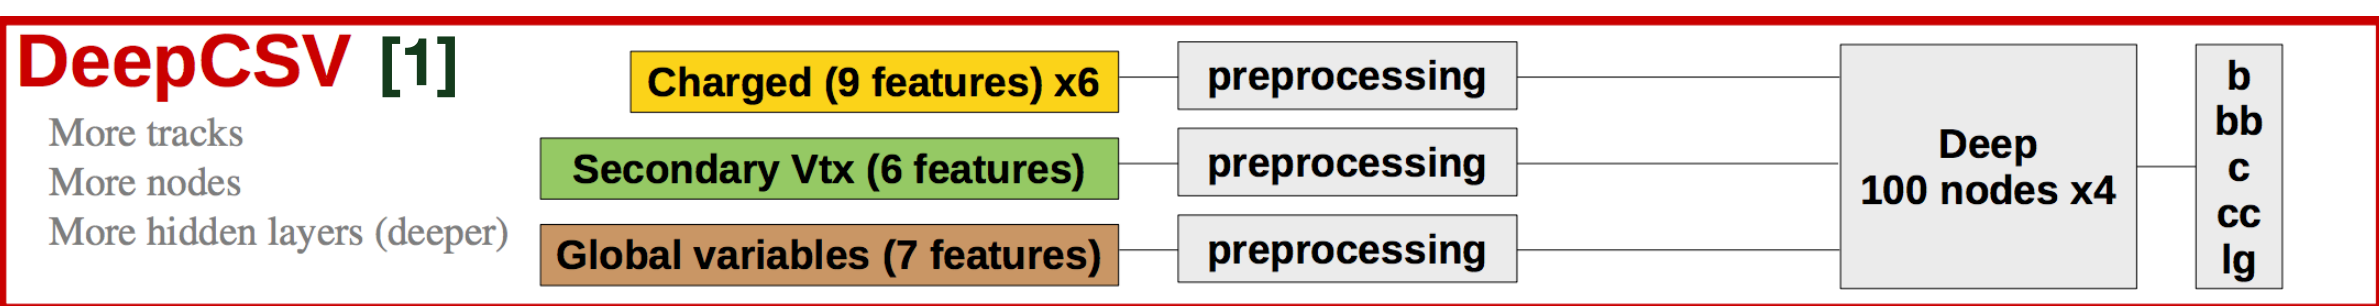 DeepCSV [1]
More tracks
More nodes
More hidden layers (deeper)
Charged (9 features) x6
preprocessing
Secondary Vtx (6 features)
preprocessing
Global variables (7 features)
preprocessing
Deep
100 nodes x4
b
bb
c
cc
lg